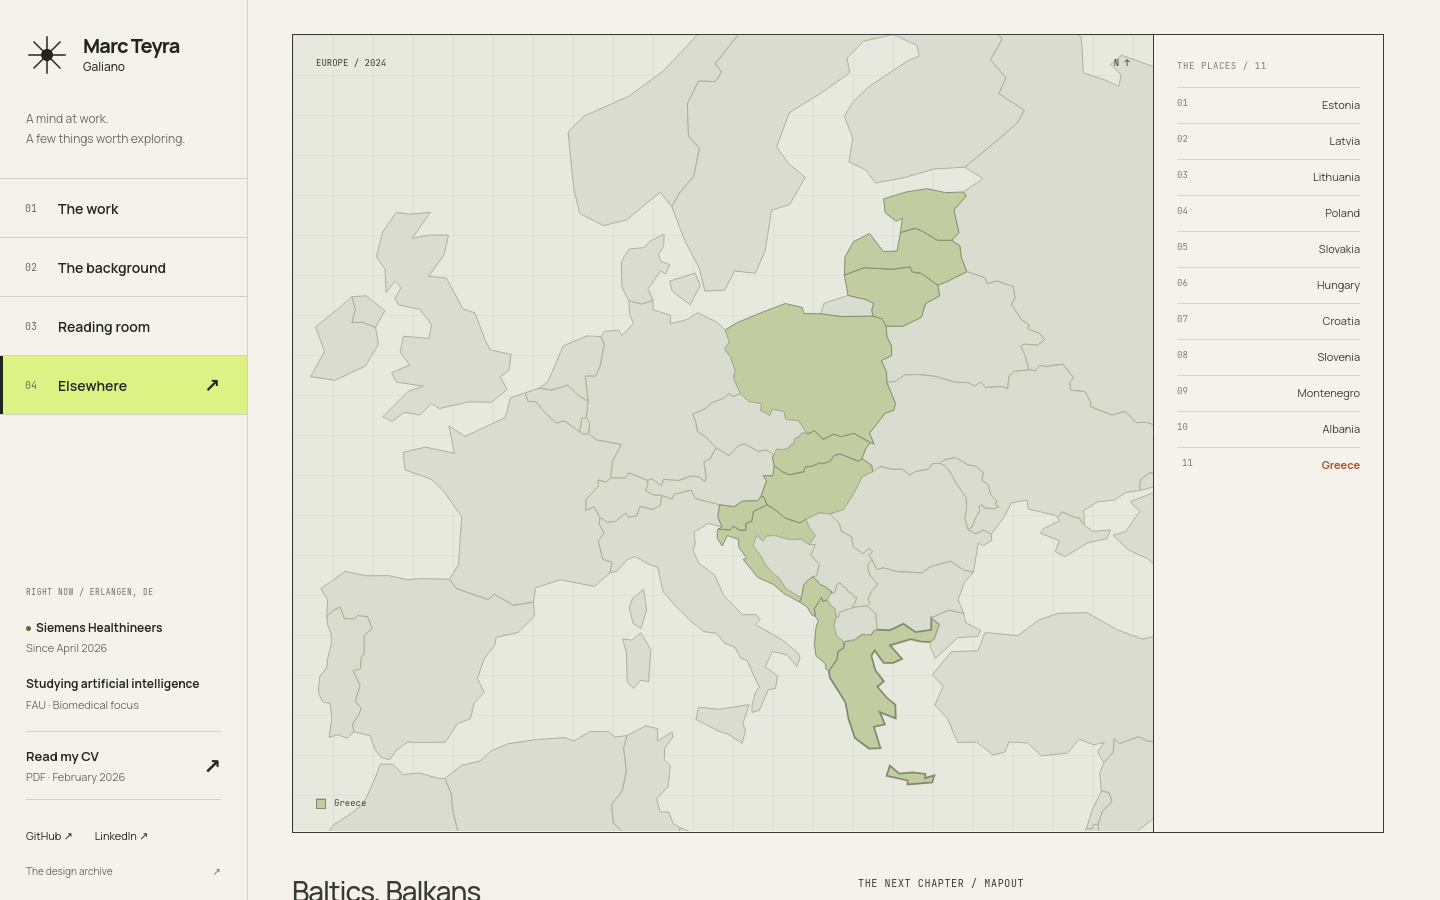 Marc Teyra
Galiano
A mind at work.
A few things worth exploring.
01 The work
02 The background
03 Reading room
04 Elsewhere ↗
RIGHT NOW / ERLANGEN, DE
Siemens Healthineers
Since April 2026
Studying artificial intelligence
FAU · Biomedical focus
Read my CV ↗
PDF · February 2026
GitHub ↗ LinkedIn ↗
The design archive ↗
EUROPE / 2024
N ↑
Greece
THE PLACES / 11
01 Estonia
02 Latvia
03 Lithuania
04 Poland
05 Slovakia
06 Hungary
07 Croatia
08 Slovenia
09 Montenegro
10 Albania
11 Greece
Baltics, Balkans
THE NEXT CHAPTER / MAPOUT